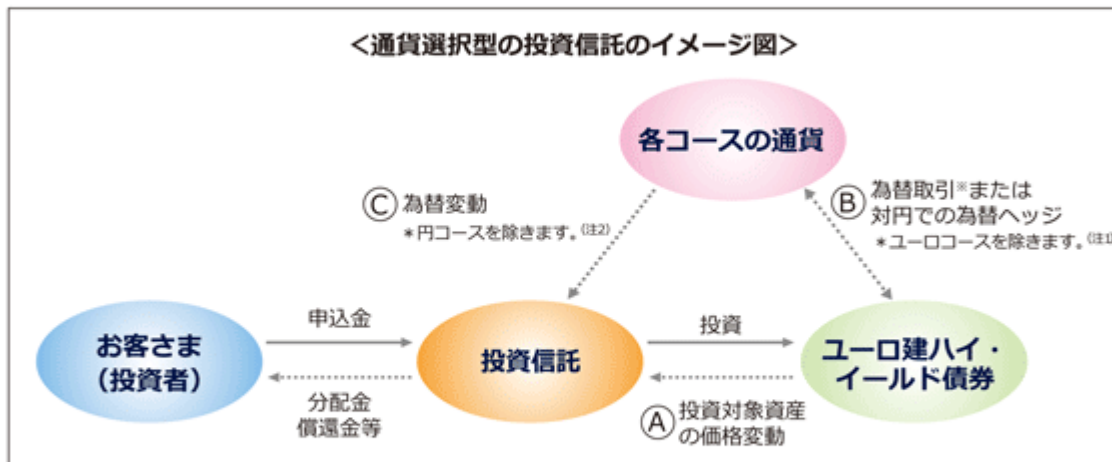 ＜通貨選択型の投資信託のイメージ図＞
各コースの通貨
Ⓒ 為替変動
＊円コースを除きます。(注2)
Ⓑ 為替取引※または
対円での為替ヘッジ
＊ユーロコースを除きます。(注1)
お客さま
（投資者）
申込金
分配金
償還金等
投資信託
投資
Ⓐ 投資対象資産
の価格変動
ユーロ建ハイ・
イールド債券